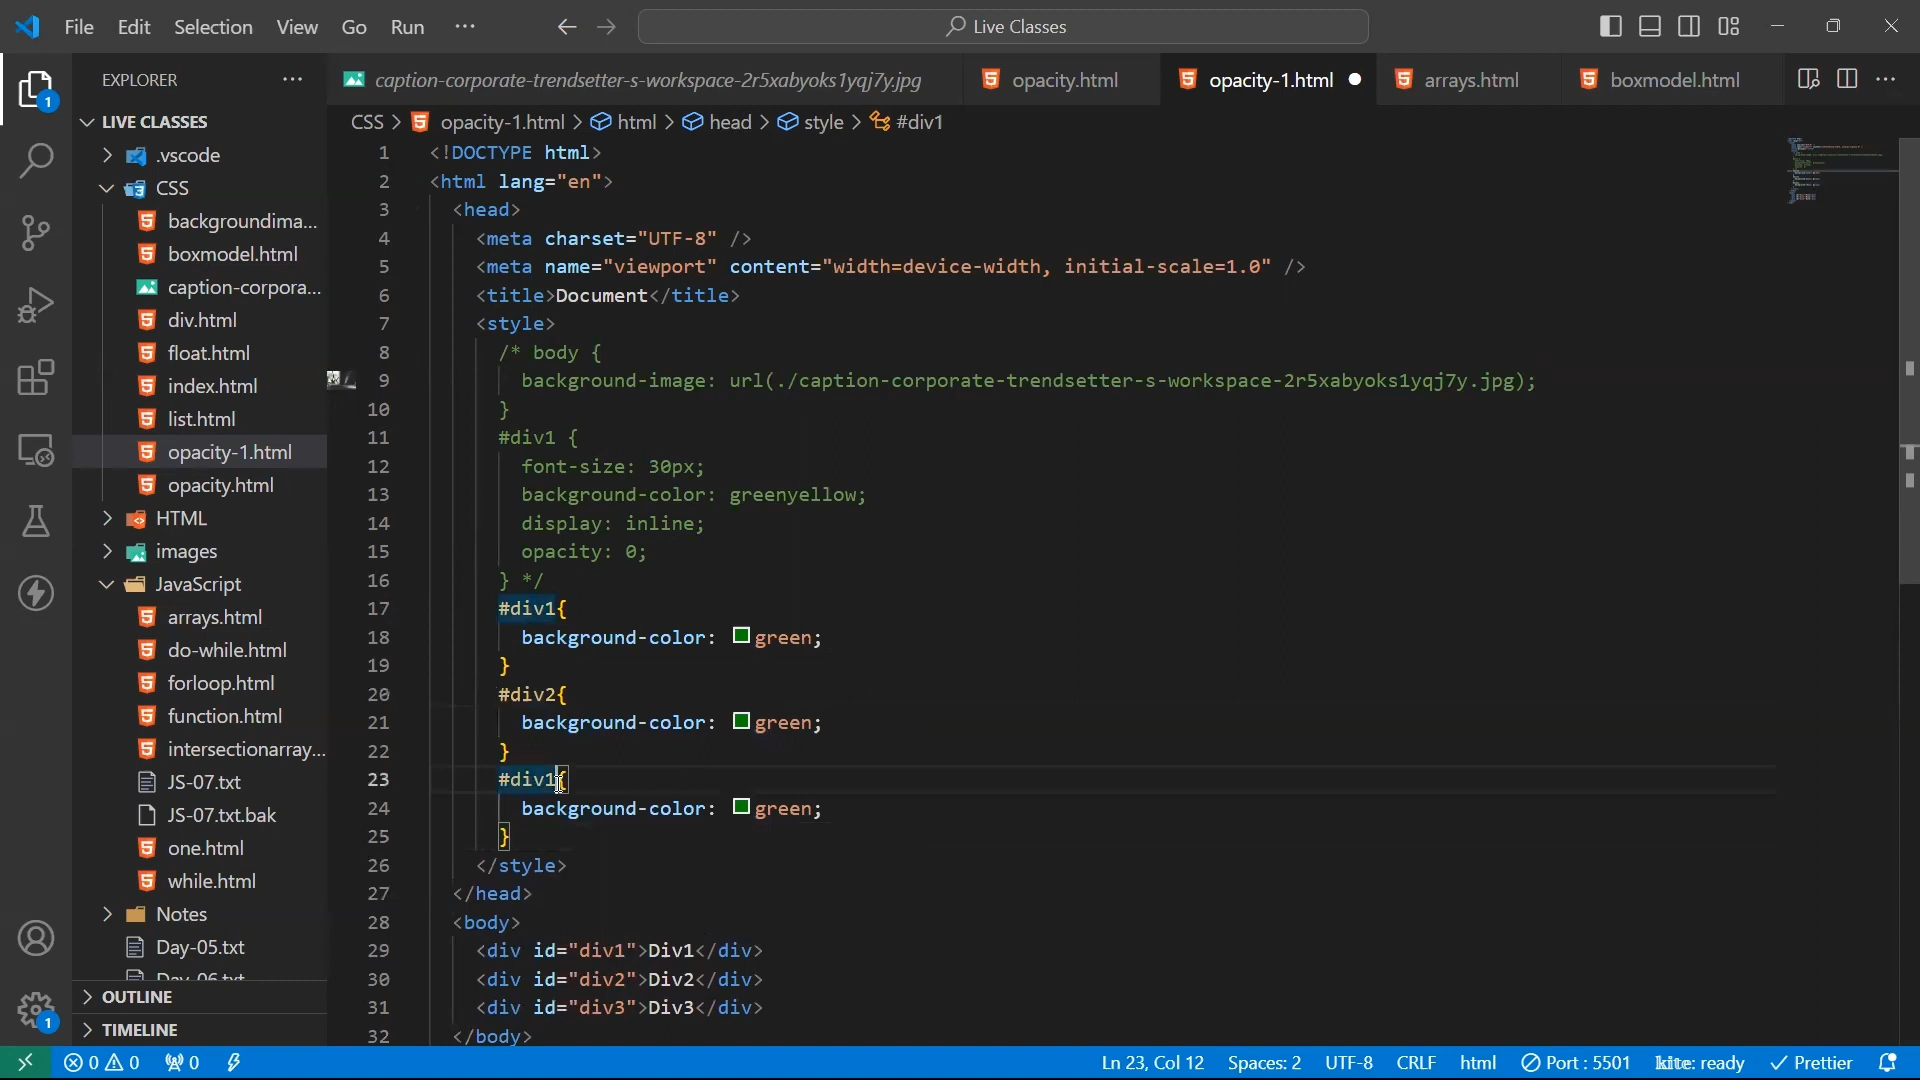 File Edit Selection View Go Run ··· Live Classes
EXPLORER ···
caption-corporate-trendsetter-s-workspace-2r5xabyoks1yqj7y.jpg opacity.html opacity-1.html arrays.html boxmodel.html
CSS > opacity-1.html > html > head > style > #div1
LIVE CLASSES
.vscode
CSS
backgroundima...
boxmodel.html
caption-corpora...
div.html
float.html
index.html
list.html
opacity-1.html
opacity.html
HTML
images
JavaScript
arrays.html
do-while.html
forloop.html
function.html
intersectionarray...
JS-07.txt
JS-07.txt.bak
one.html
while.html
Notes
Day-05.txt
Day-06.txt
OUTLINE
TIMELINE
1 <!DOCTYPE html>
2 <html lang="en">
3 <head>
4 <meta charset="UTF-8" />
5 <meta name="viewport" content="width=device-width, initial-scale=1.0" />
6 <title>Document</title>
7 <style>
8 /* body {
9 background-image: url(./caption-corporate-trendsetter-s-workspace-2r5xabyoks1yqj7y.jpg);
10 }
11 #div1 {
12 font-size: 30px;
13 background-color: greenyellow;
14 display: inline;
15 opacity: 0;
16 } */
17 #div1{
18 background-color: green;
19 }
20 #div2{
21 background-color: green;
22 }
23 #div1{
24 background-color: green;
25 }
26 </style>
27 </head>
28 <body>
29 <div id="div1">Div1</div>
30 <div id="div2">Div2</div>
31 <div id="div3">Div3</div>
32 </body>
1
1
0 0 0 Ln 23, Col 12 Spaces: 2 UTF-8 CRLF html Port : 5501 kite: ready Prettier